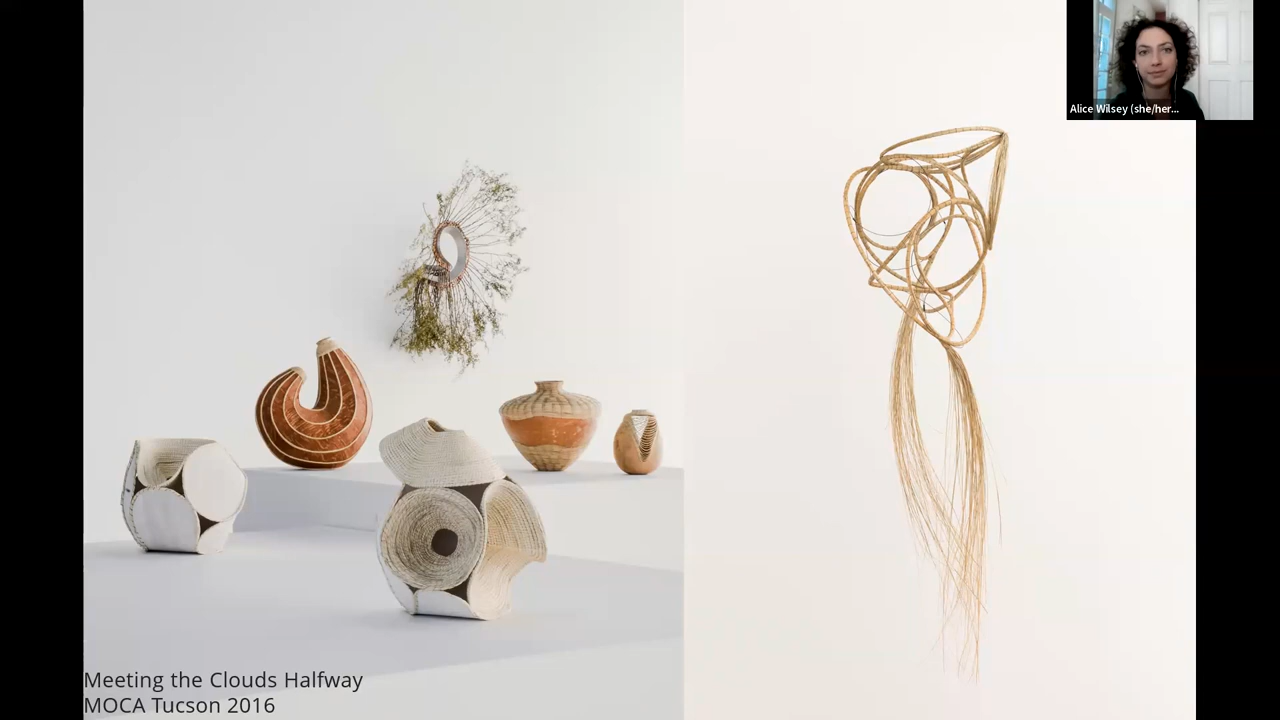 Alice Wilsey (she/her...
Meeting the Clouds Halfway
MOCA Tucson 2016